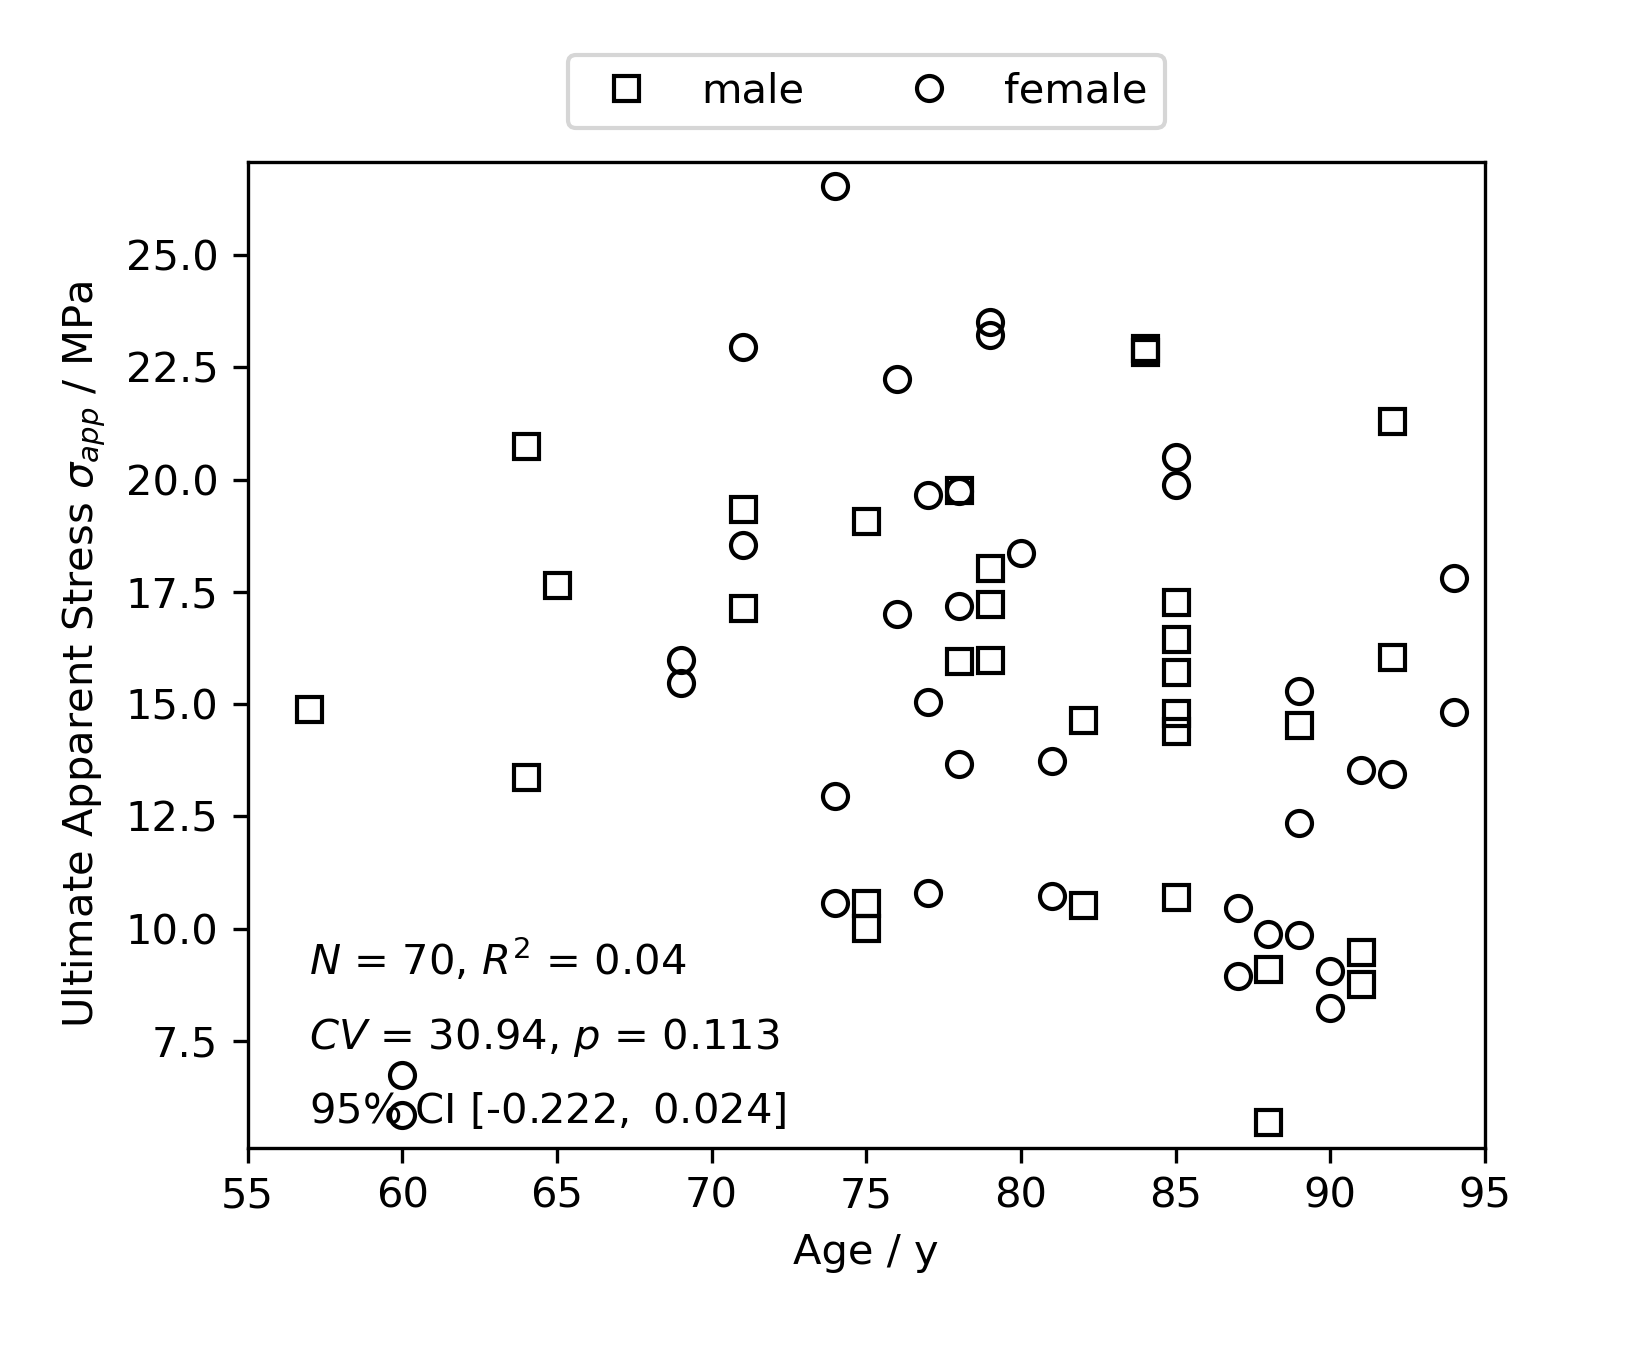 male female
Ultimate Apparent Stress σ_app / MPa
25.0
22.5
20.0
17.5
15.0
12.5
10.0
7.5
N = 70, R² = 0.04
CV = 30.94, p = 0.113
95% CI [-0.222, 0.024]
55 60 65 70 75 80 85 90 95
Age / y